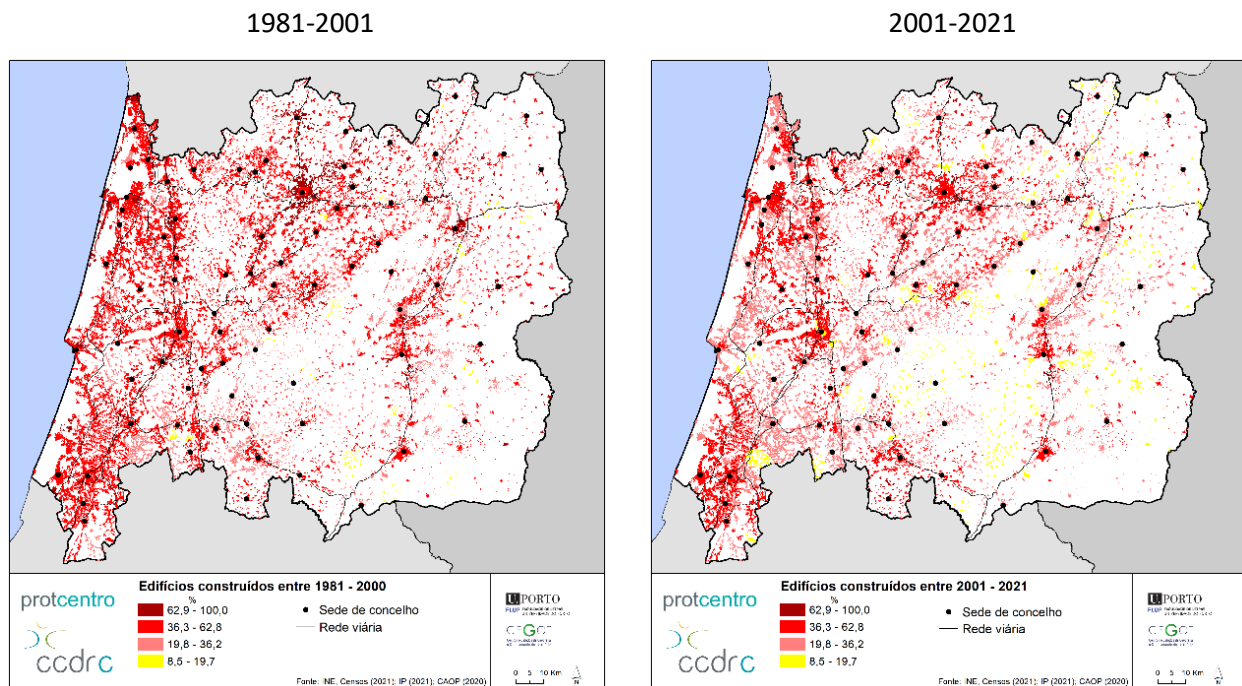 1981-2001
2001-2021
protcentro
ccdrc
Edifícios construídos entre 1981 - 2000
%
62,9 - 100,0
36,3 - 62,8
19,8 - 36,2
8,5 - 19,7
Sede de concelho
Rede viária
U.PORTO
0 5 10 Km
N
Fonte: INE, Censos (2021); IP (2021); CAOP (2020)
protcentro
ccdrc
Edifícios construídos entre 2001 - 2021
%
62,9 - 100,0
36,3 - 62,8
19,8 - 36,2
8,5 - 19,7
Sede de concelho
Rede viária
U.PORTO
0 5 10 Km
N
Fonte: INE, Censos (2021); IP (2021); CAOP (2020)